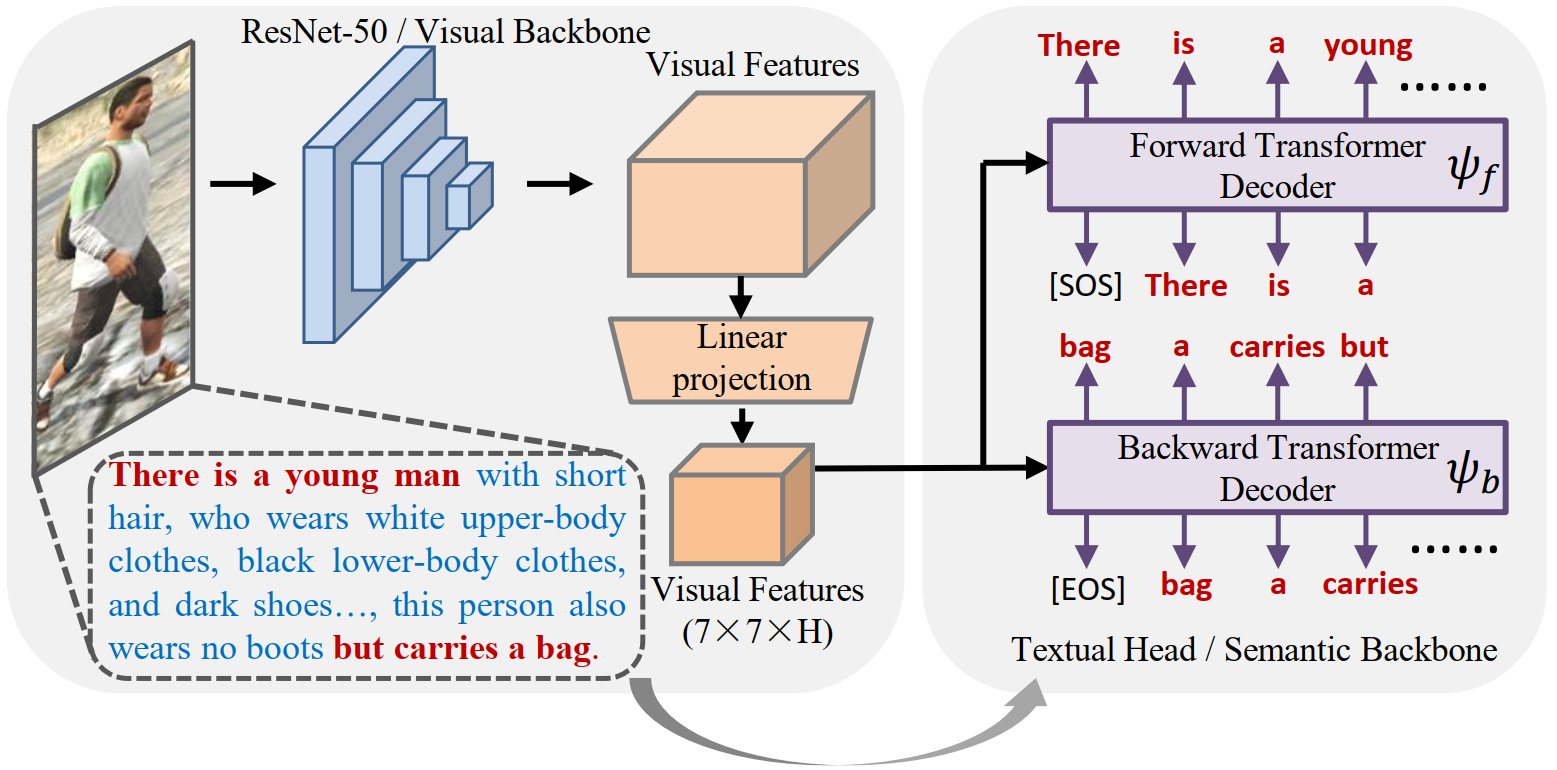 ResNet-50 / Visual Backbone
Visual Features
Linear
projection
Visual Features
(7×7×H)
There is a young man with short
hair, who wears white upper-body
clothes, black lower-body clothes,
and dark shoes…, this person also
wears no boots but carries a bag.
There is a young ......
Forward Transformer
Decoder
ψf
[SOS] There is a
bag a carries but
Backward Transformer
Decoder
ψb
......
[EOS] bag a carries
Textual Head / Semantic Backbone